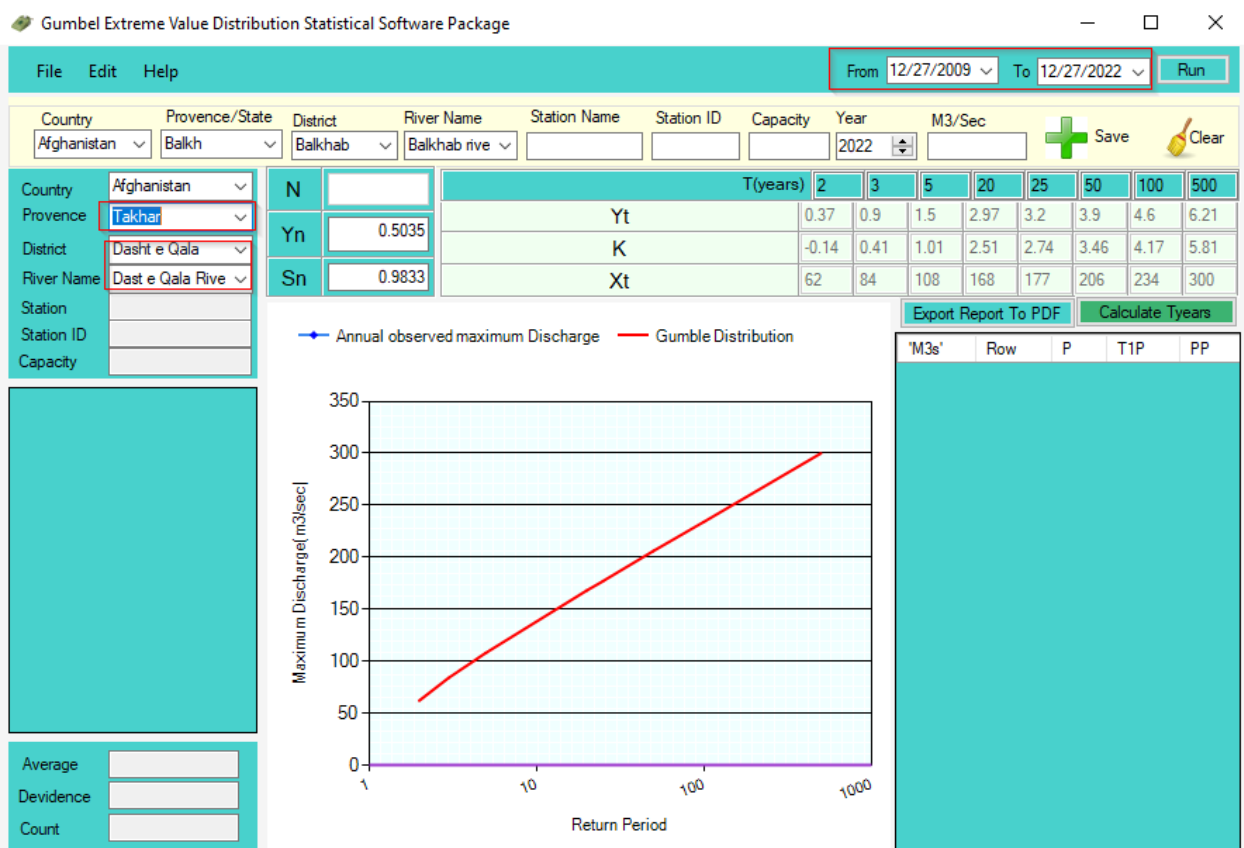 Gumbel Extreme Value Distribution Statistical Software Package
File Edit Help From 12/27/2009 To 12/27/2022 Run
Country Provence/State District River Name Station Name Station ID Capacity Year M3/Sec
Afghanistan Balkh Balkhab Balkhab rive 2022 Save Clear
Country Afghanistan
Provence Takhar
District Dasht e Qala
River Name Dast e Qala Rive
Station
Station ID
Capacity
N
Yn 0.5035
Sn 0.9833
T(years) 2 3 5 20 25 50 100 500
Yt 0.37 0.9 1.5 2.97 3.2 3.9 4.6 6.21
K -0.14 0.41 1.01 2.51 2.74 3.46 4.17 5.81
Xt 62 84 108 168 177 206 234 300
Export Report To PDF Calculate Tyears
'M3s' Row P T1P PP
Annual observed maximum Discharge Gumble Distribution
Maximum Discharge[m3/sec]
350
300
250
200
150
100
50
0
1 10 100 1000
Return Period
Average
Devidence
Count